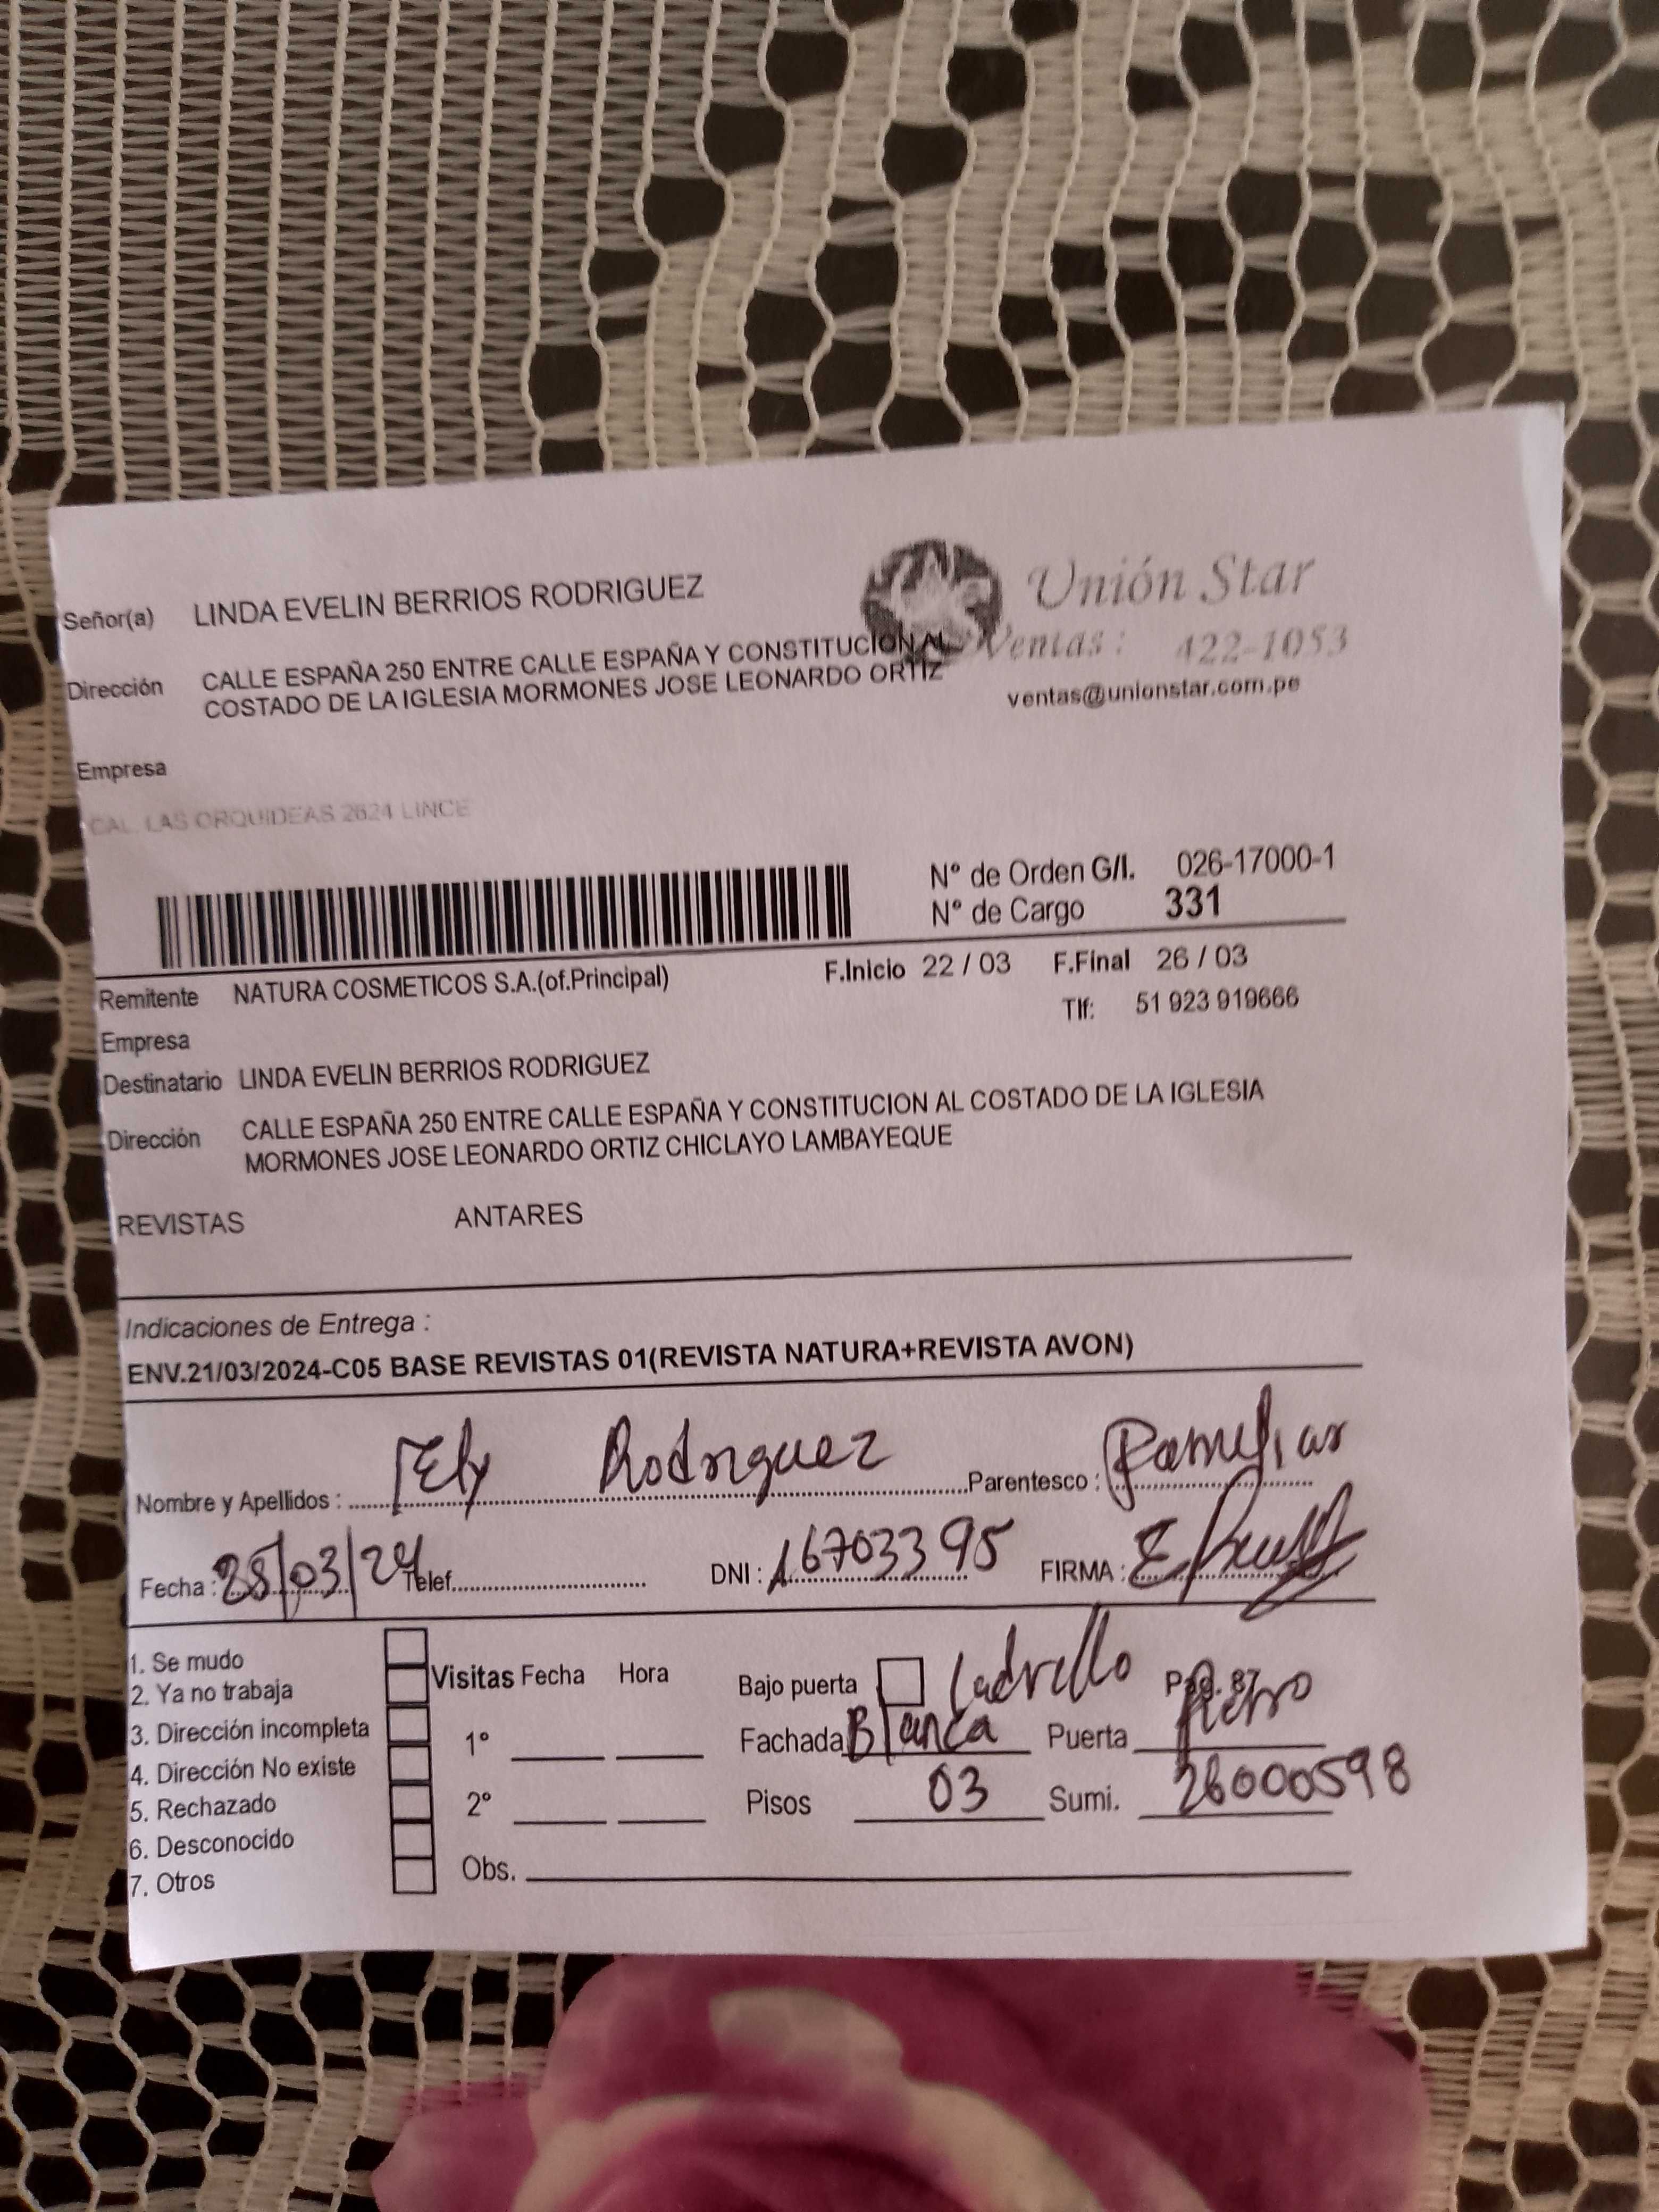 Señor(a) LINDA EVELIN BERRIOS RODRIGUEZ
Unión Star
Ventas: 422-1053
ventas@unionstar.com.pe
Dirección CALLE ESPAÑA 250 ENTRE CALLE ESPAÑA Y CONSTITUCION AL
COSTADO DE LA IGLESIA MORMONES JOSE LEONARDO ORTIZ
Empresa
CAL. LAS ORQUIDEAS 2624 LINCE
Nº de Orden G/I. 026-17000-1
Nº de Cargo 331
Remitente NATURA COSMETICOS S.A.(of.Principal) F.Inicio 22 / 03 F.Final 26 / 03
Tlf: 51 923 919666
Empresa
Destinatario LINDA EVELIN BERRIOS RODRIGUEZ
Dirección CALLE ESPAÑA 250 ENTRE CALLE ESPAÑA Y CONSTITUCION AL COSTADO DE LA IGLESIA
MORMONES JOSE LEONARDO ORTIZ CHICLAYO LAMBAYEQUE
REVISTAS ANTARES
Indicaciones de Entrega :
ENV.21/03/2024-C05 BASE REVISTAS 01(REVISTA NATURA+REVISTA AVON)
Nombre y Apellidos : Ely Rodriguez Parentesco : Familiar
Fecha : 25/03/24 Telef. DNI : 16703395 FIRMA :
1. Se mudo
2. Ya no trabaja
3. Dirección incompleta
4. Dirección No existe
5. Rechazado
6. Desconocido
7. Otros
Visitas Fecha Hora
1º
2º
Obs.
Bajo puerta Ladrillo Pag. 87
Fachada Blanca Puerta Fierro
Pisos 03 Sumi. 26000598